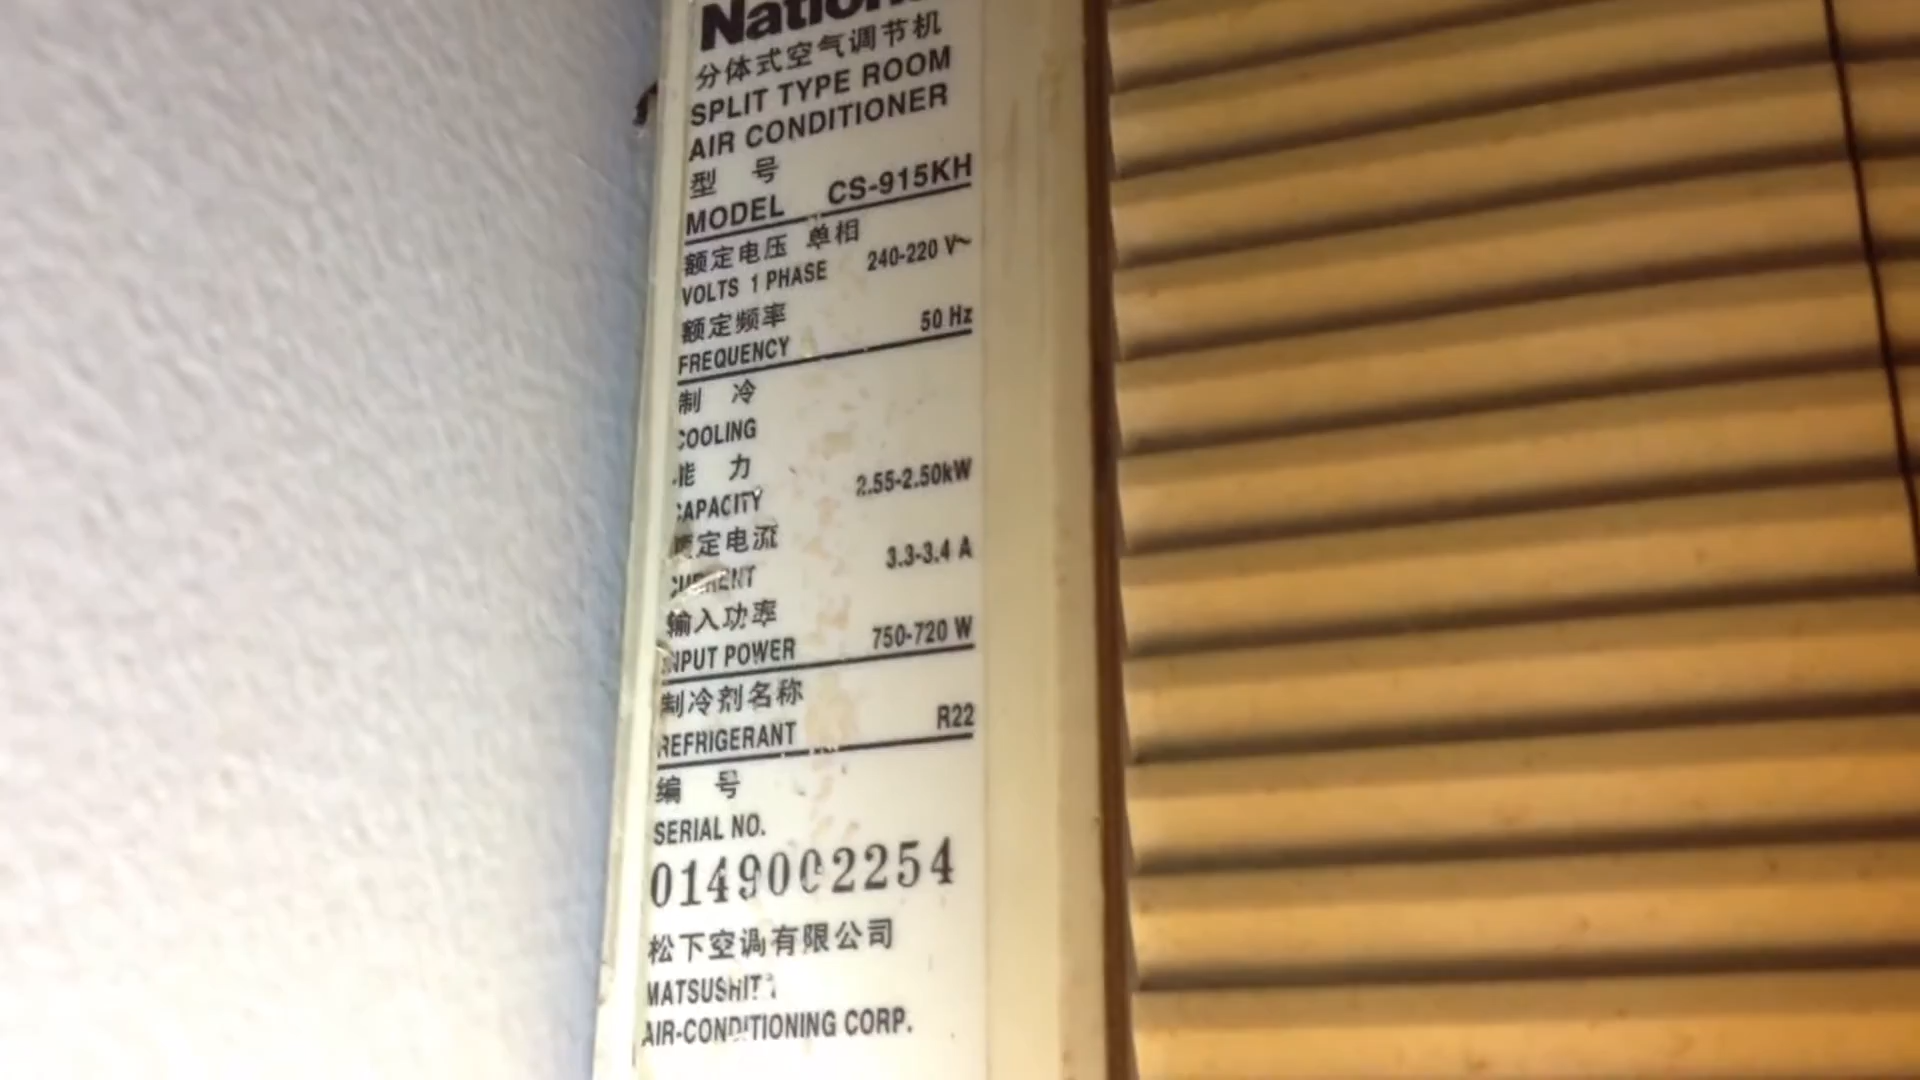 National
分体式空气调节机
SPLIT TYPE ROOM
AIR CONDITIONER
型 号
MODEL CS-915KH
额定电压 单相
VOLTS 1 PHASE 240-220 V~
额定频率
FREQUENCY 50 Hz
制 冷
COOLING
能 力
CAPACITY 2.55-2.50kW
额定电流
CURRENT 3.3-3.4 A
输入功率
INPUT POWER 750-720 W
制冷剂名称
REFRIGERANT R22
编 号
SERIAL NO.
0149002254
松下空调有限公司
MATSUSHITA
AIR-CONDITIONING CORP.